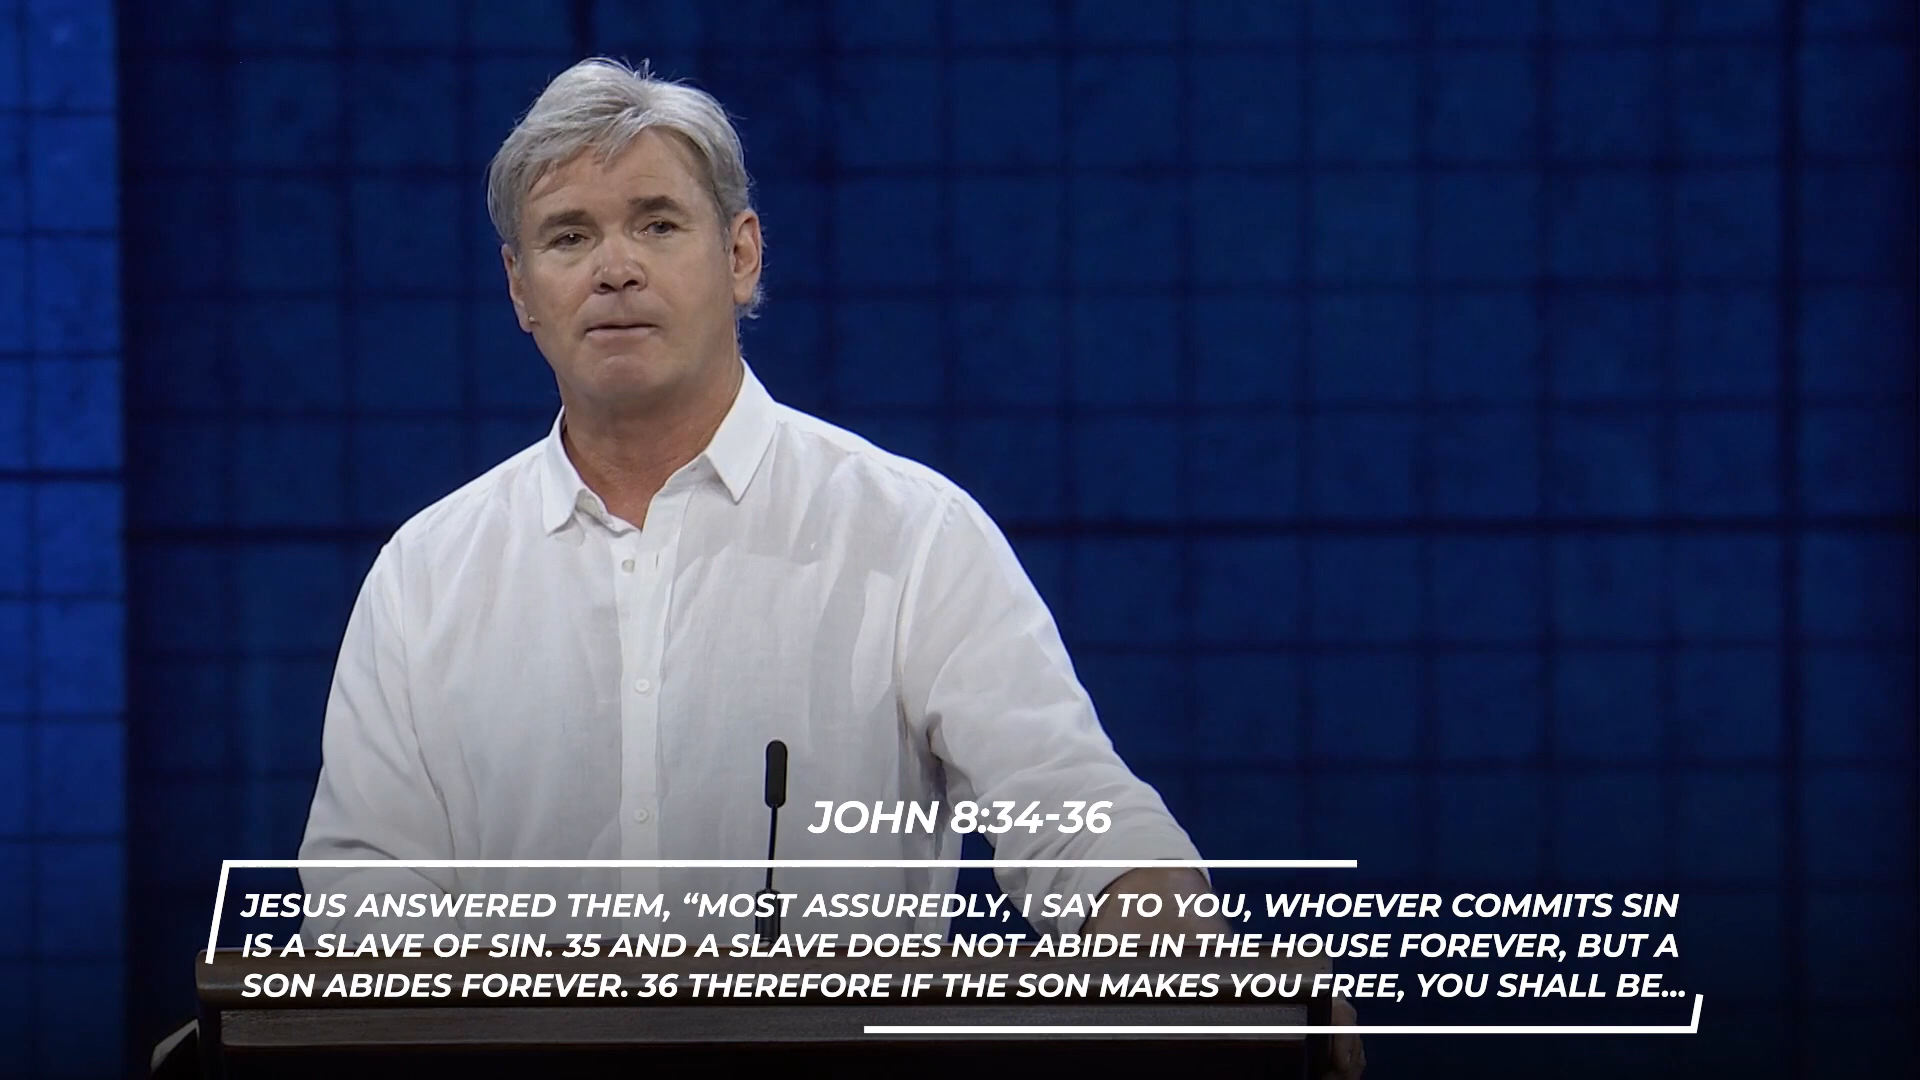 JOHN 8:34-36
JESUS ANSWERED THEM, “MOST ASSUREDLY, I SAY TO YOU, WHOEVER COMMITS SIN
IS A SLAVE OF SIN. 35 AND A SLAVE DOES NOT ABIDE IN THE HOUSE FOREVER, BUT A
SON ABIDES FOREVER. 36 THEREFORE IF THE SON MAKES YOU FREE, YOU SHALL BE...